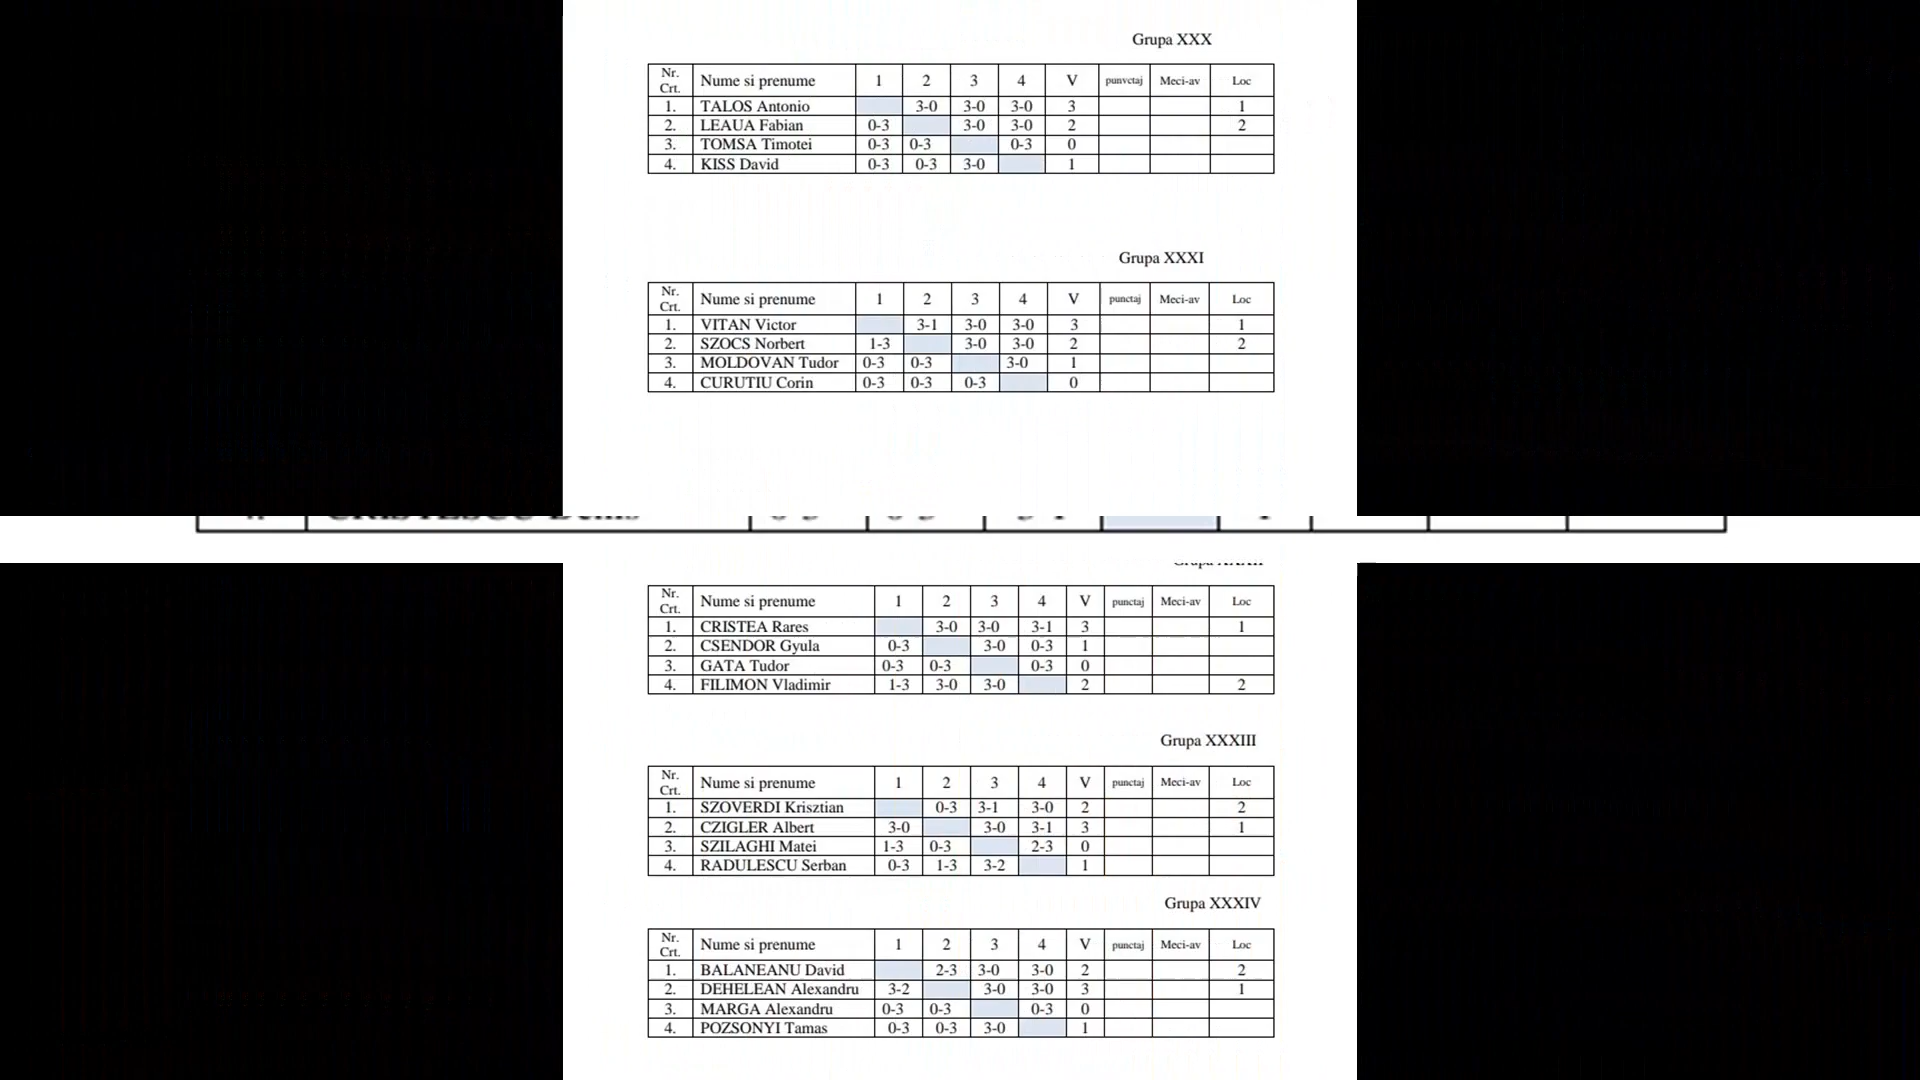 Grupa XXX
Nr. Crt. Nume si prenume 1 2 3 4 V punvctaj Meci-av Loc
1. TALOS Antonio 3-0 3-0 3-0 3 1
2. LEAUA Fabian 0-3 3-0 3-0 2 2
3. TOMSA Timotei 0-3 0-3 0-3 0
4. KISS David 0-3 0-3 3-0 1
Grupa XXXI
Nr. Crt. Nume si prenume 1 2 3 4 V punctaj Meci-av Loc
1. VITAN Victor 3-1 3-0 3-0 3 1
2. SZOCS Norbert 1-3 3-0 3-0 2 2
3. MOLDOVAN Tudor 0-3 0-3 3-0 1
4. CURUTIU Corin 0-3 0-3 0-3 0
Nr. Crt. Nume si prenume 1 2 3 4 V punctaj Meci-av Loc
1. CRISTEA Rares 3-0 3-0 3-1 3 1
2. CSENDOR Gyula 0-3 3-0 0-3 1
3. GATA Tudor 0-3 0-3 0-3 0
4. FILIMON Vladimir 1-3 3-0 3-0 2 2
Grupa XXXIII
Nr. Crt. Nume si prenume 1 2 3 4 V punctaj Meci-av Loc
1. SZOVERDI Krisztian 0-3 3-1 3-0 2 2
2. CZIGLER Albert 3-0 3-0 3-1 3 1
3. SZILAGHI Matei 1-3 0-3 2-3 0
4. RADULESCU Serban 0-3 1-3 3-2 1
Grupa XXXIV
Nr. Crt. Nume si prenume 1 2 3 4 V punctaj Meci-av Loc
1. BALANEANU David 2-3 3-0 3-0 2 2
2. DEHELEAN Alexandru 3-2 3-0 3-0 3 1
3. MARGA Alexandru 0-3 0-3 0-3 0
4. POZSONYI Tamas 0-3 0-3 3-0 1